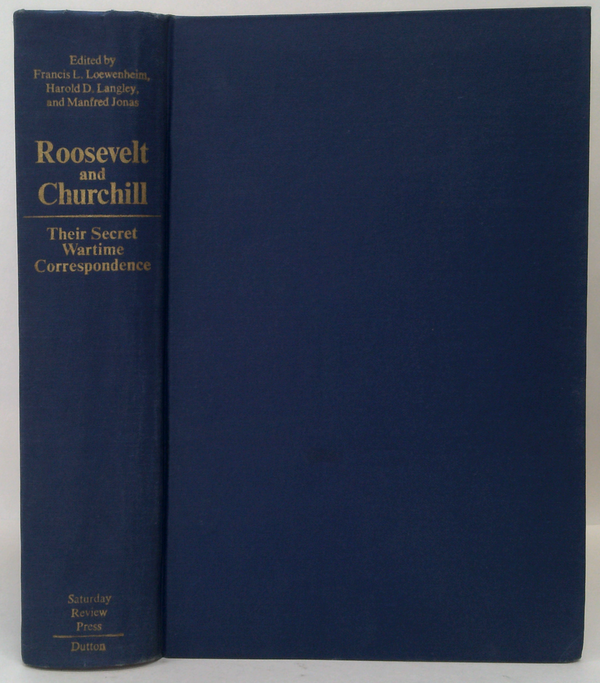 Edited by
Francis L. Loewenheim,
Harold D. Langley,
and Manfred Jonas
Roosevelt
and
Churchill
Their Secret
Wartime
Correspondence
Saturday
Review
Press
Dutton